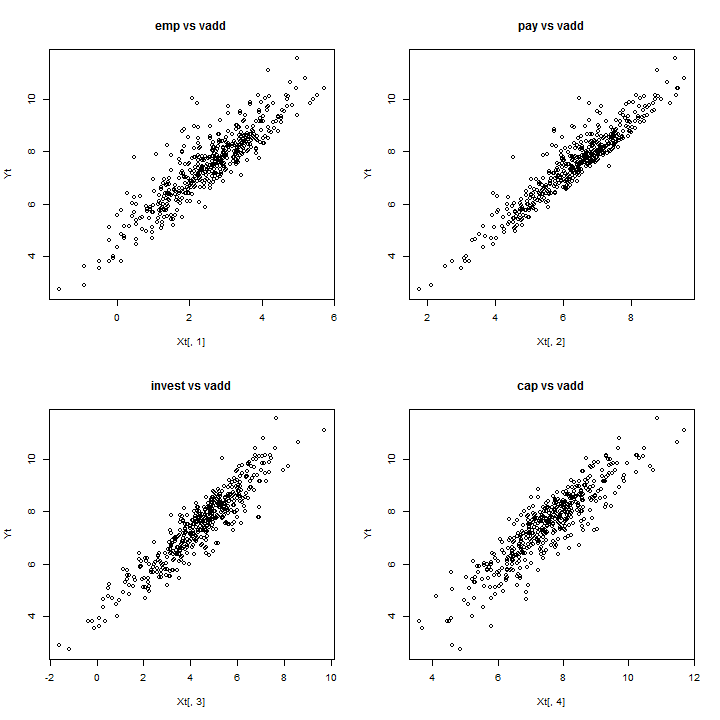 emp vs vadd
Yt
4 6 8 10
0 2 4 6
Xt[, 1]
pay vs vadd
Yt
4 6 8 10
2 4 6 8
Xt[, 2]
invest vs vadd
Yt
4 6 8 10
-2 0 2 4 6 8 10
Xt[, 3]
cap vs vadd
Yt
4 6 8 10
4 6 8 10 12
Xt[, 4]